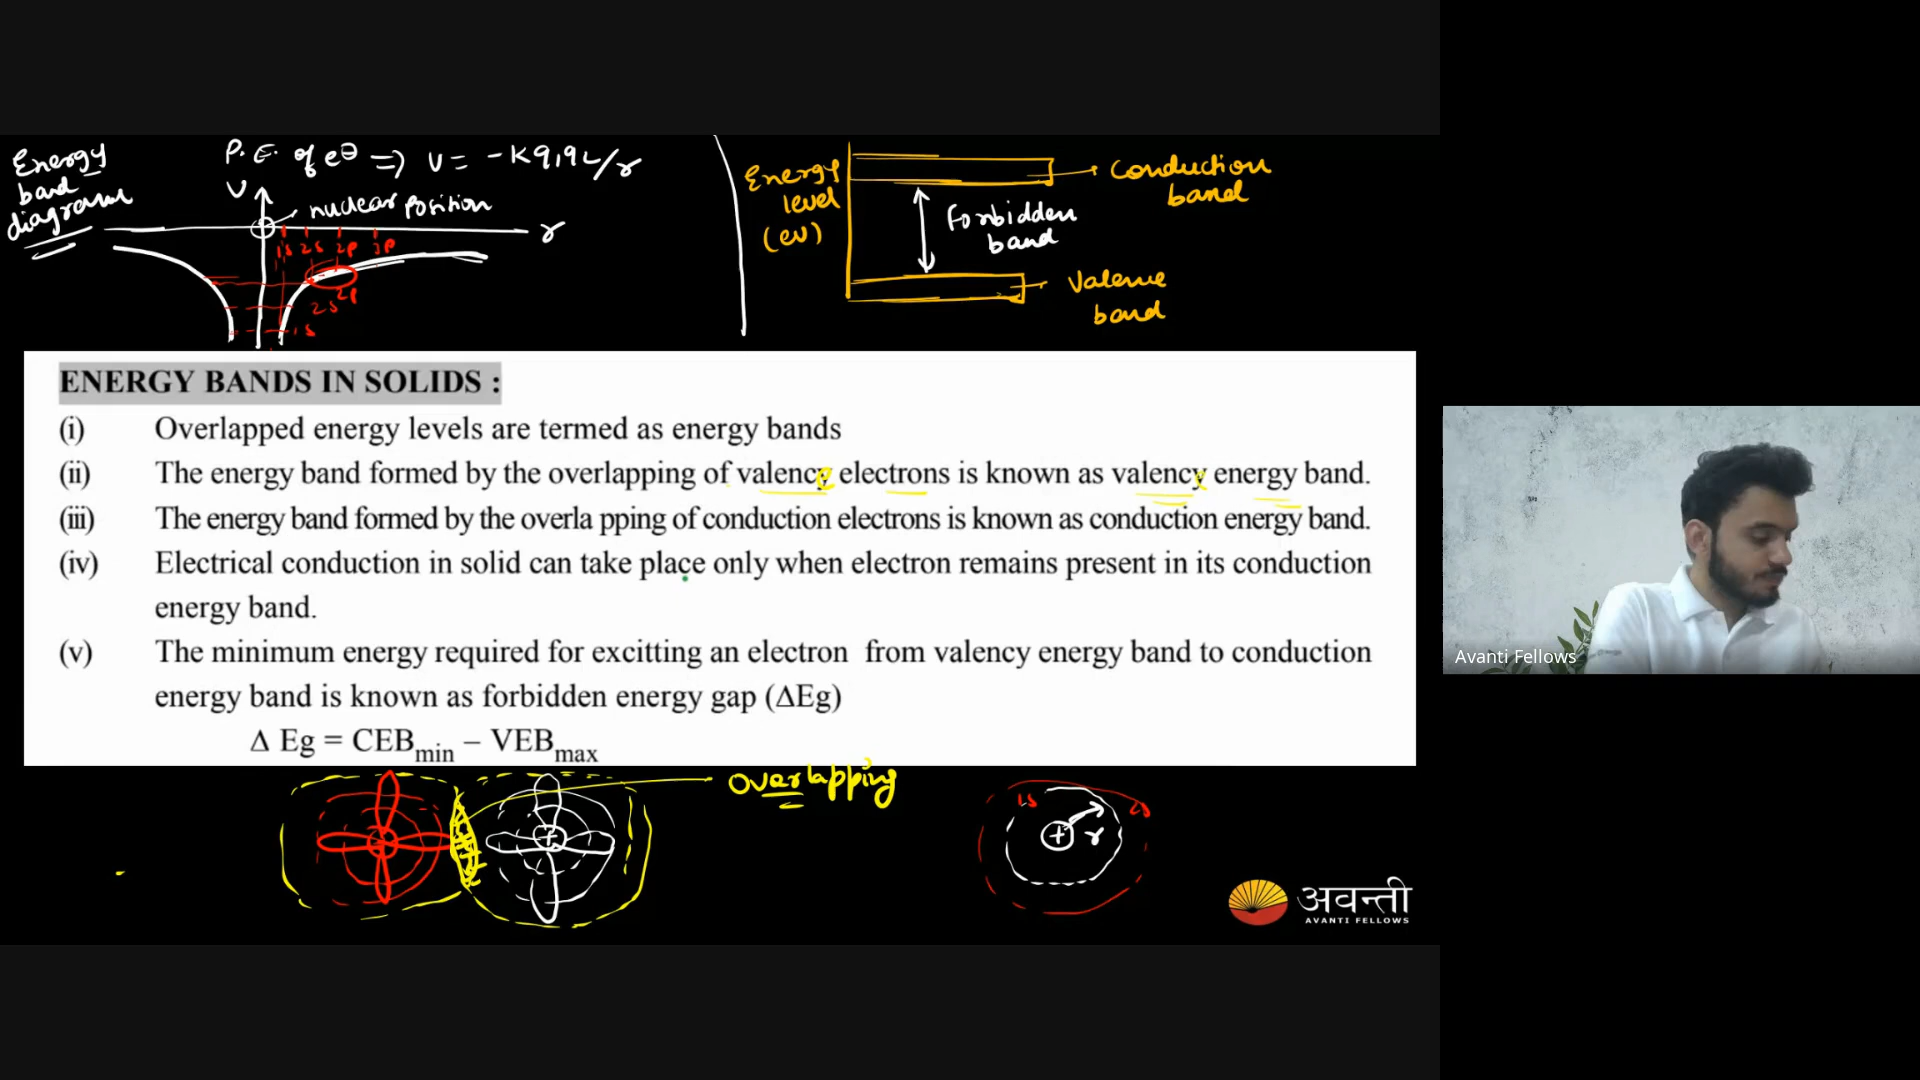 Energy
band
diagram
P.E. of e⊖ => U = -Kq1q2/r
U
nuclear position
r
1s 2s 2p 3p
2s 2p
1s
Energy
level
(eV)
Conduction
band
Forbidden
band
Valence
band
ENERGY BANDS IN SOLIDS :
(i) Overlapped energy levels are termed as energy bands
(ii) The energy band formed by the overlapping of valency electrons is known as valency energy band.
(iii) The energy band formed by the overla pping of conduction electrons is known as conduction energy band.
(iv) Electrical conduction in solid can take place only when electron remains present in its conduction
energy band.
(v) The minimum energy required for excitting an electron from valency energy band to conduction
energy band is known as forbidden energy gap (ΔEg)
Δ Eg = CEBmin – VEBmax
Overlapping
1s
2s
+ r
+
अवन्ती
AVANTI FELLOWS
Avanti Fellows